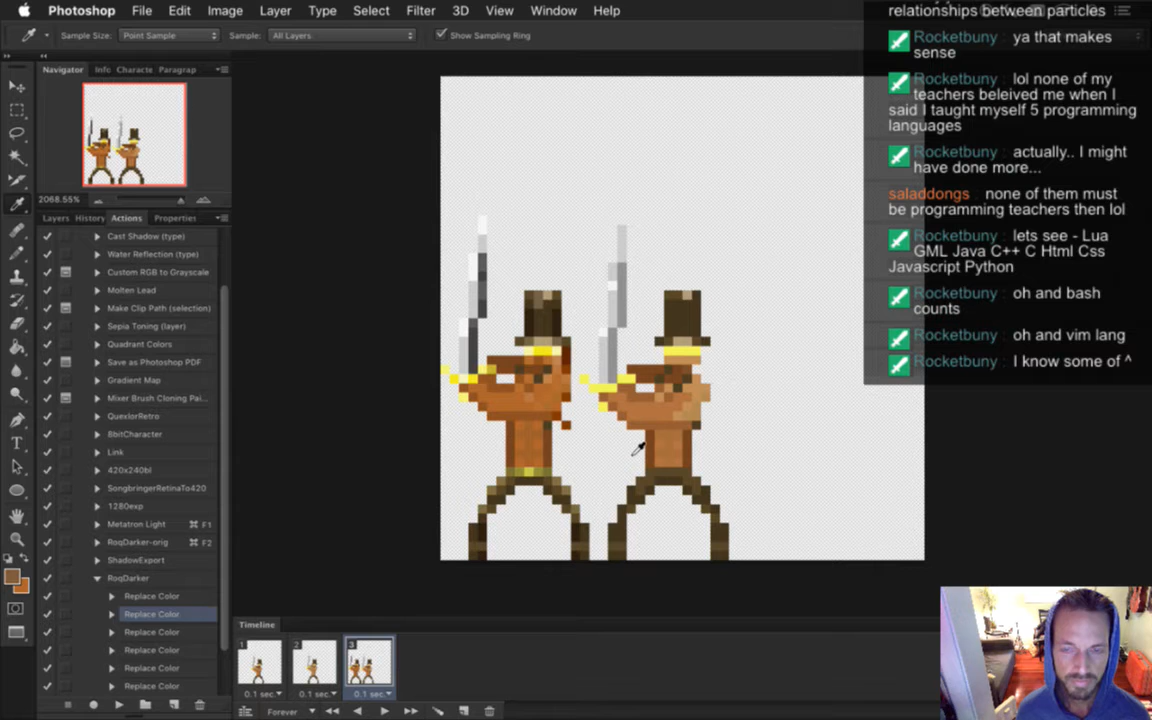 Photoshop File Edit Image Layer Type Select Filter 3D View Window Help
Sample Size: Point Sample Sample: All Layers Show Sampling Ring
Navigator Info Characte Paragrap
2068.55%
Layers History Actions Properties
Cast Shadow (type)
Water Reflection (type)
Custom RGB to Grayscale
Molten Lead
Make Clip Path (selection)
Sepia Toning (layer)
Quadrant Colors
Save as Photoshop PDF
Gradient Map
Mixer Brush Cloning Pai...
QuexlorRetro
8bitCharacter
Link
420x240bl
SongbringerRetinaTo420
1280exp
Metatron Light F1
RoqDarker-orig F2
ShadowExport
RoqDarker
Replace Color
Replace Color
Replace Color
Replace Color
Replace Color
Replace Color
Timeline
1 2 3
0.1 sec. 0.1 sec. 0.1 sec.
Forever
relationships between particles
Rocketbuny : ya that makes
sense
Rocketbuny : lol none of my
teachers beleived me when I
said I taught myself 5 programming
languages
Rocketbuny : actually.. I might
have done more...
saladdongs : none of them must
be programming teachers then lol
Rocketbuny : lets see - Lua
GML Java C++ C Html Css
Javascript Python
Rocketbuny : oh and bash
counts
Rocketbuny : oh and vim lang
Rocketbuny : I know some of ^